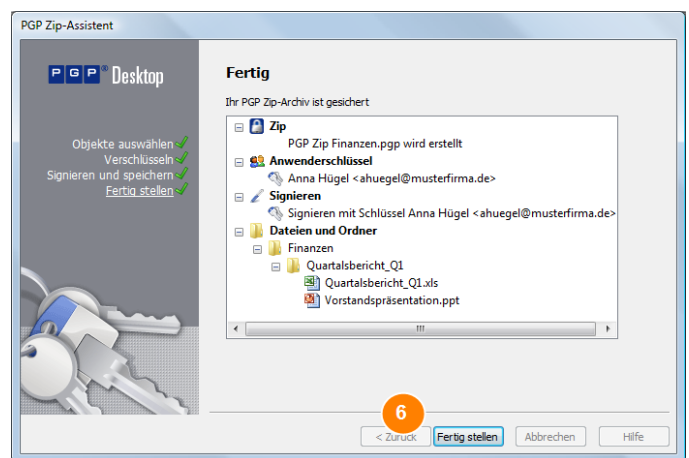 PGP Zip-Assistent
PGP® Desktop
Objekte auswählen
Verschlüsseln
Signieren und speichern
Fertig stellen
Fertig
Ihr PGP Zip-Archiv ist gesichert
Zip
PGP Zip Finanzen.pgp wird erstellt
Anwenderschlüssel
Anna Hügel <ahuegel@musterfirma.de>
Signieren
Signieren mit Schlüssel Anna Hügel <ahuegel@musterfirma.de>
Dateien und Ordner
Finanzen
Quartalsbericht_Q1
Quartalsbericht_Q1.xls
Vorstandspräsentation.ppt
6
< Zurück Fertig stellen Abbrechen Hilfe